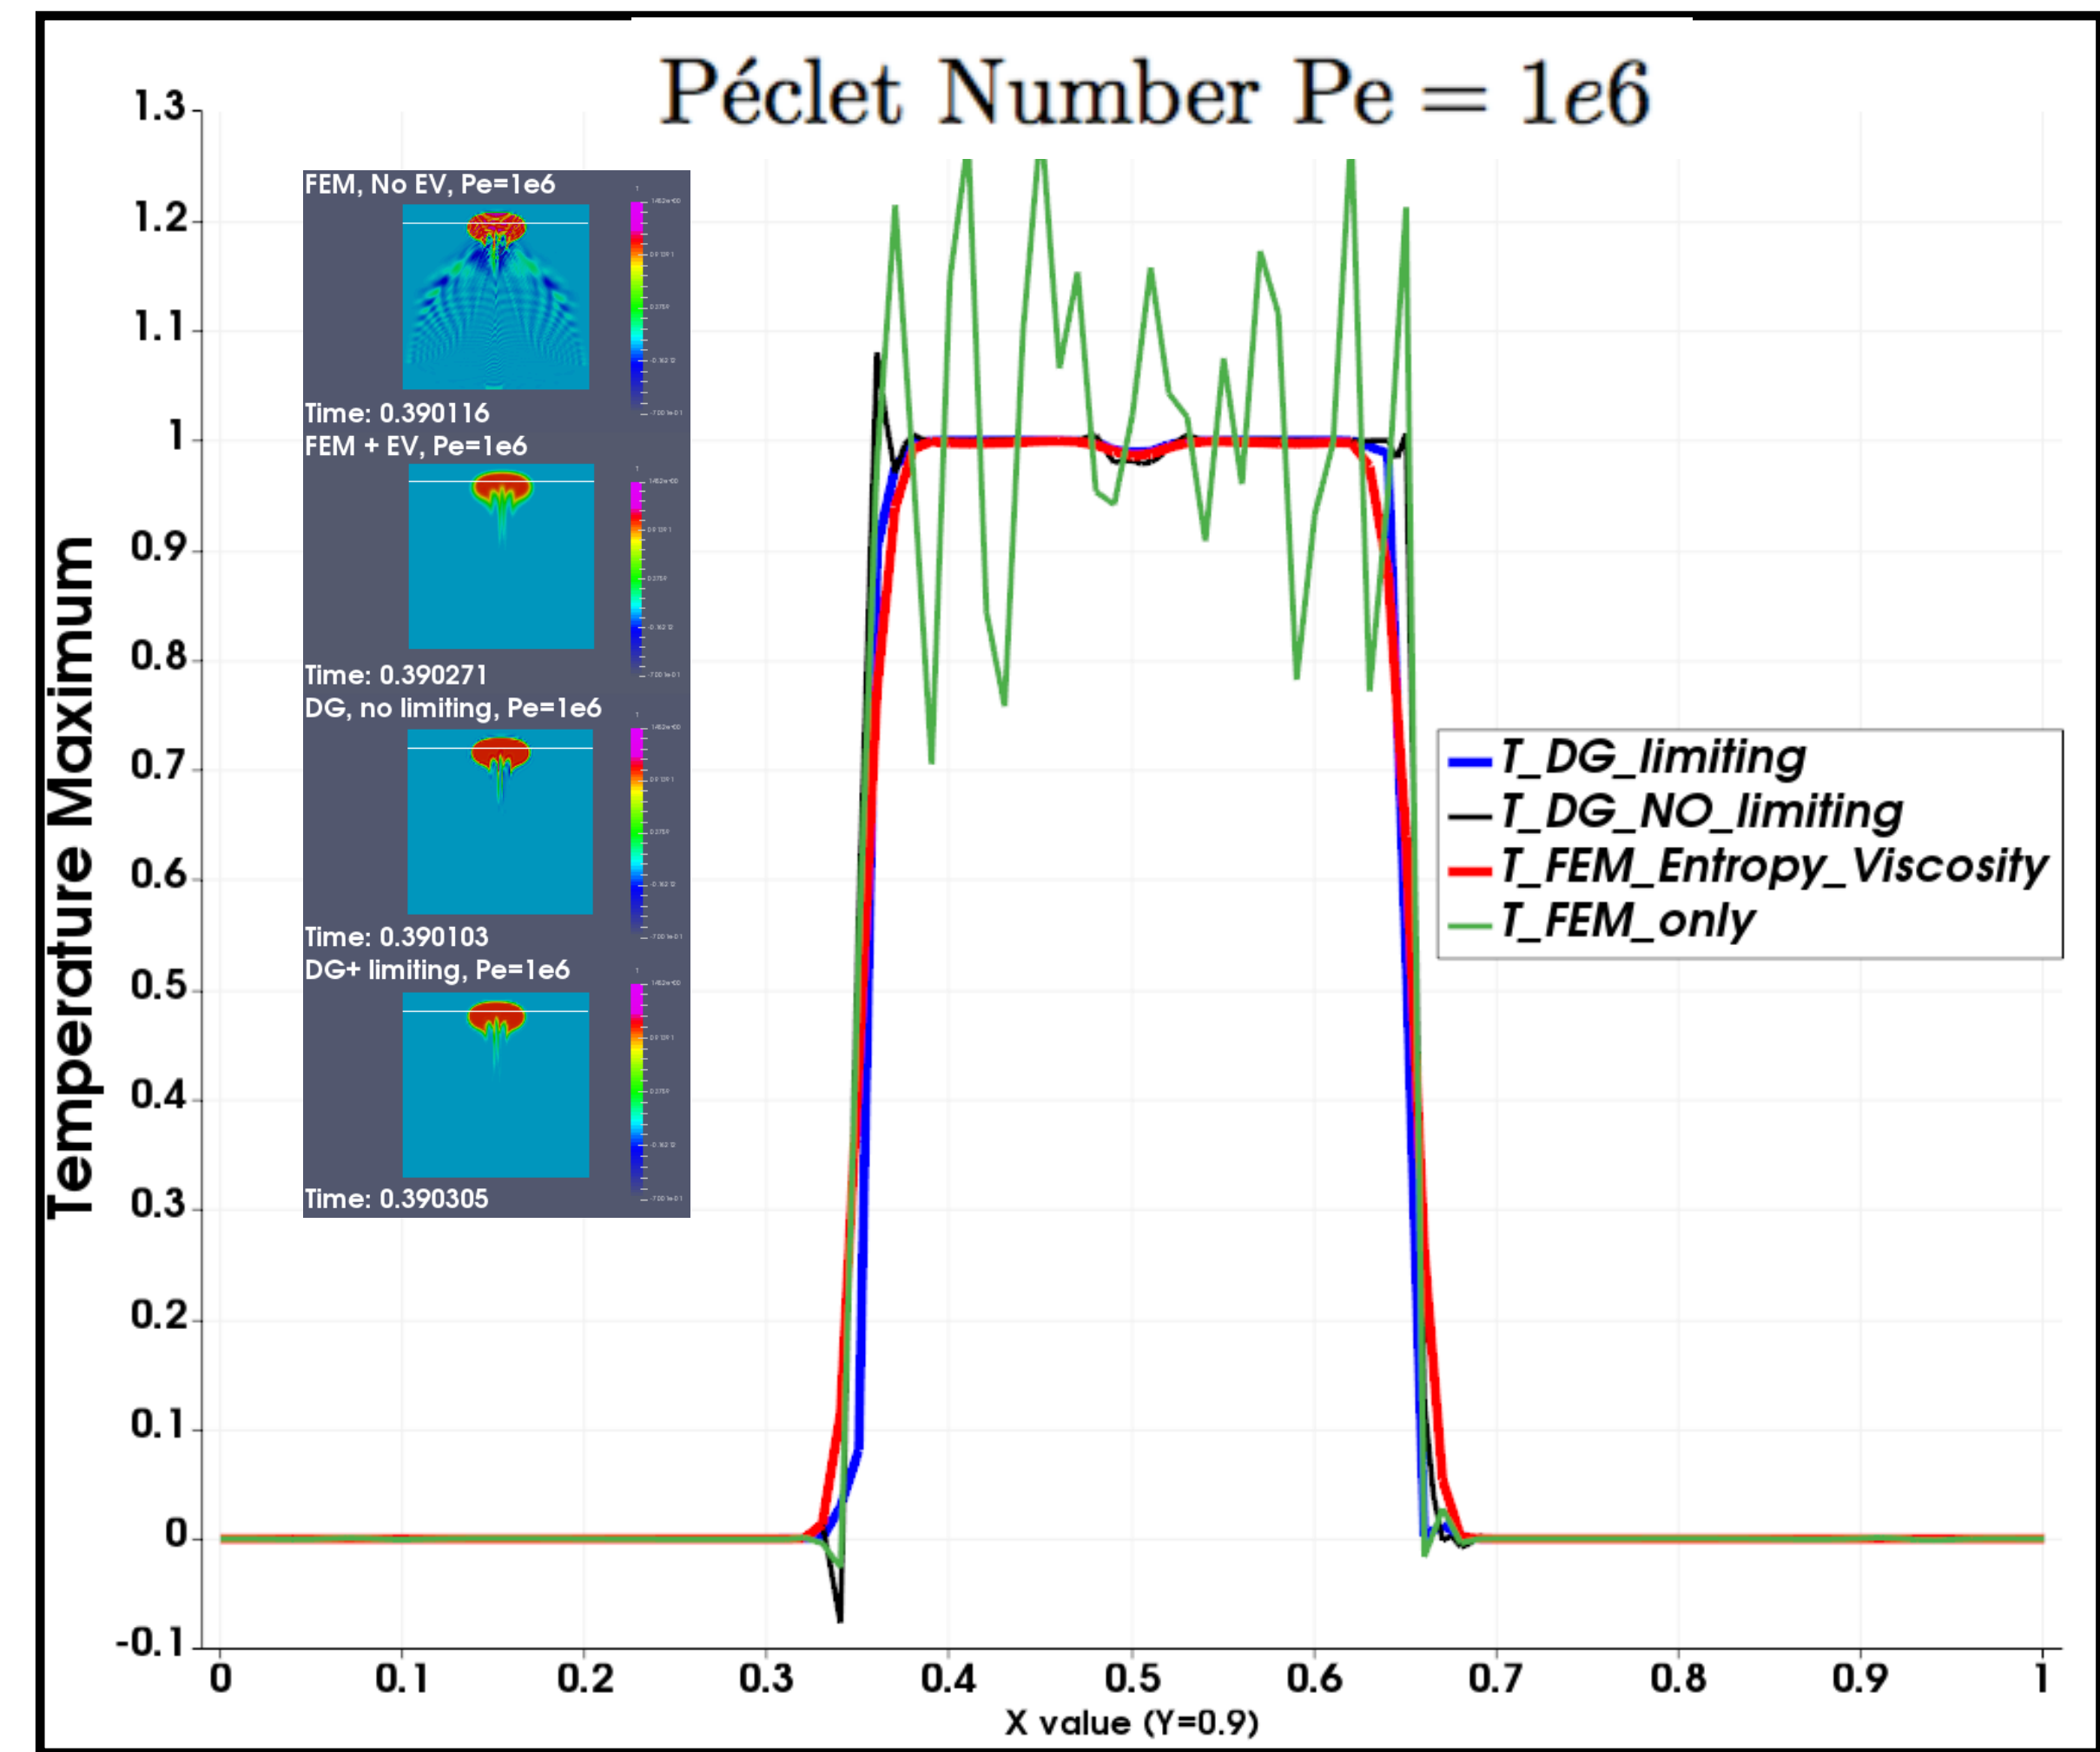 Péclet Number Pe = 1e6
1.3
1.2
1.1
1
0.9
0.8
0.7
0.6
0.5
0.4
0.3
0.2
0.1
0
-0.1
Temperature Maximum
FEM, No EV, Pe=1e6
Time: 0.390116
FEM + EV, Pe=1e6
Time: 0.390271
DG, no limiting, Pe=1e6
Time: 0.390103
DG+ limiting, Pe=1e6
Time: 0.390305
T_DG_limiting
T_DG_NO_limiting
T_FEM_Entropy_Viscosity
T_FEM_only
0 0.1 0.2 0.3 0.4 0.5 0.6 0.7 0.8 0.9 1
X value (Y=0.9)